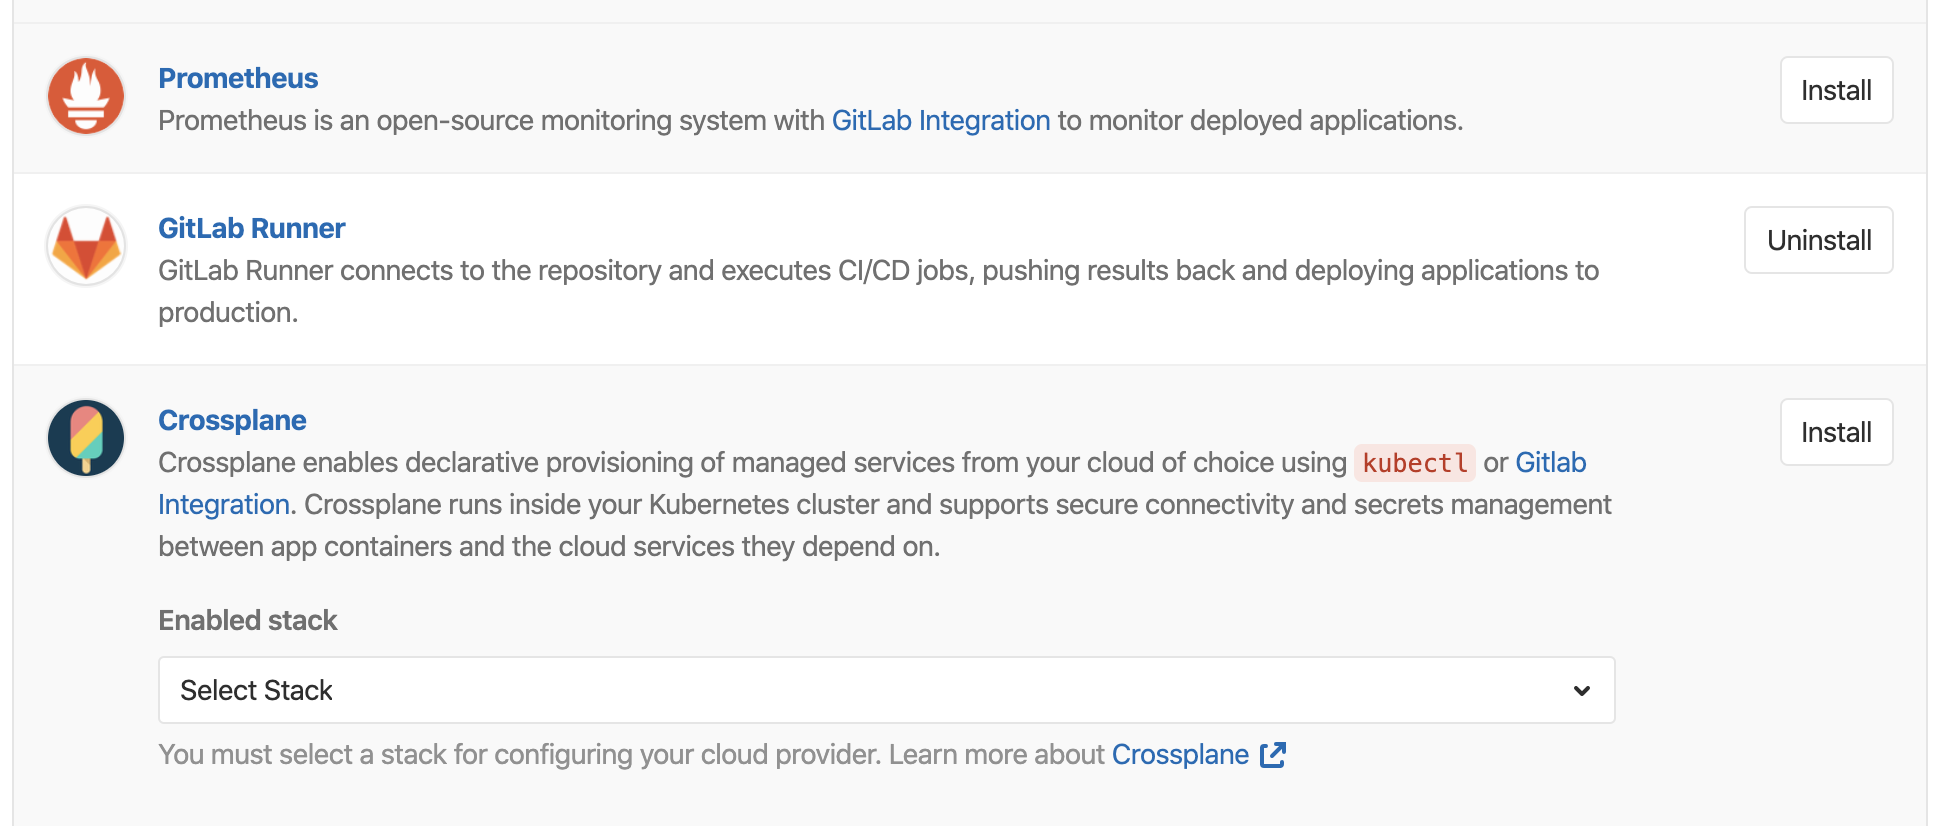 Prometheus
Install
Prometheus is an open-source monitoring system with GitLab Integration to monitor deployed applications.
GitLab Runner
Uninstall
GitLab Runner connects to the repository and executes CI/CD jobs, pushing results back and deploying applications to
production.
Crossplane
Install
Crossplane enables declarative provisioning of managed services from your cloud of choice using kubectl or Gitlab
Integration. Crossplane runs inside your Kubernetes cluster and supports secure connectivity and secrets management
between app containers and the cloud services they depend on.
Enabled stack
Select Stack
You must select a stack for configuring your cloud provider. Learn more about Crossplane